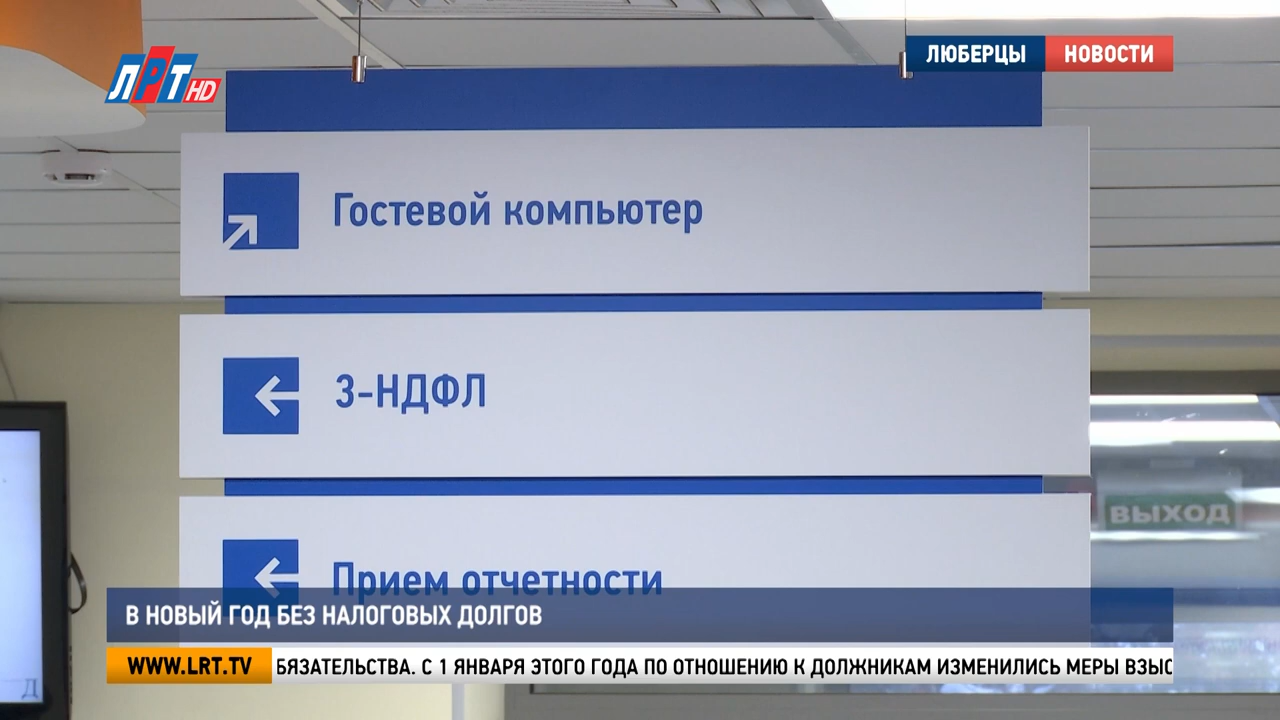 ЛРТ HD
ЛЮБЕРЦЫ НОВОСТИ
Гостевой компьютер
3-НДФЛ
ВЫХОД
Прием отчетности
В НОВЫЙ ГОД БЕЗ НАЛОГОВЫХ ДОЛГОВ
WWW.LRT.TV БЯЗАТЕЛЬСТВА. С 1 ЯНВАРЯ ЭТОГО ГОДА ПО ОТНОШЕНИЮ К ДОЛЖНИКАМ ИЗМЕНИЛИСЬ МЕРЫ ВЗЫС
Д